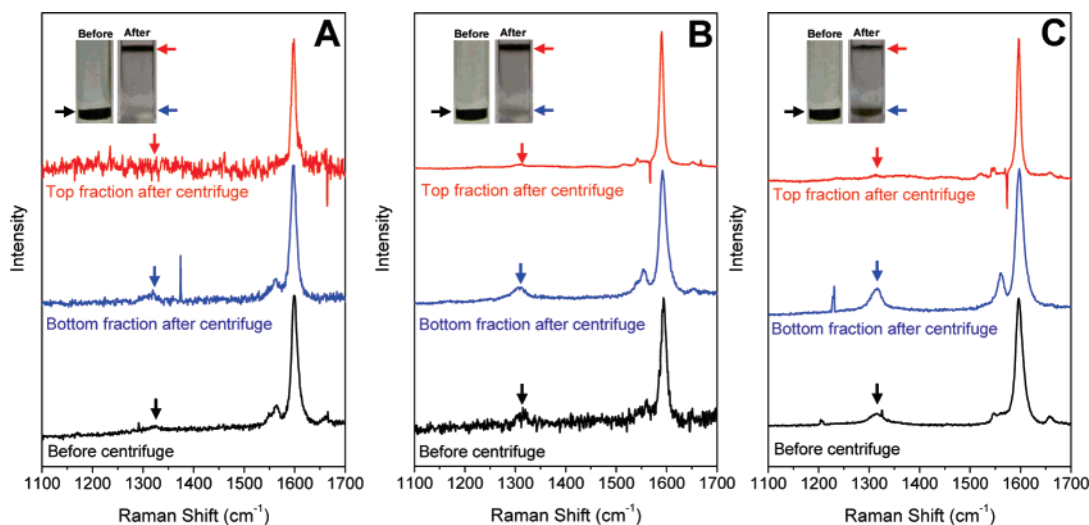 A
Before After
Top fraction after centrifuge
Bottom fraction after centrifuge
Before centrifuge
Intensity
1100 1200 1300 1400 1500 1600 1700
Raman Shift (cm⁻¹)
B
Before After
Top fraction after centrifuge
Bottom fraction after centrifuge
Before centrifuge
Intensity
1100 1200 1300 1400 1500 1600 1700
Raman Shift (cm⁻¹)
C
Before After
Top fraction after centrifuge
Bottom fraction after centrifuge
Before centrifuge
Intensity
1100 1200 1300 1400 1500 1600 1700
Raman Shift (cm⁻¹)